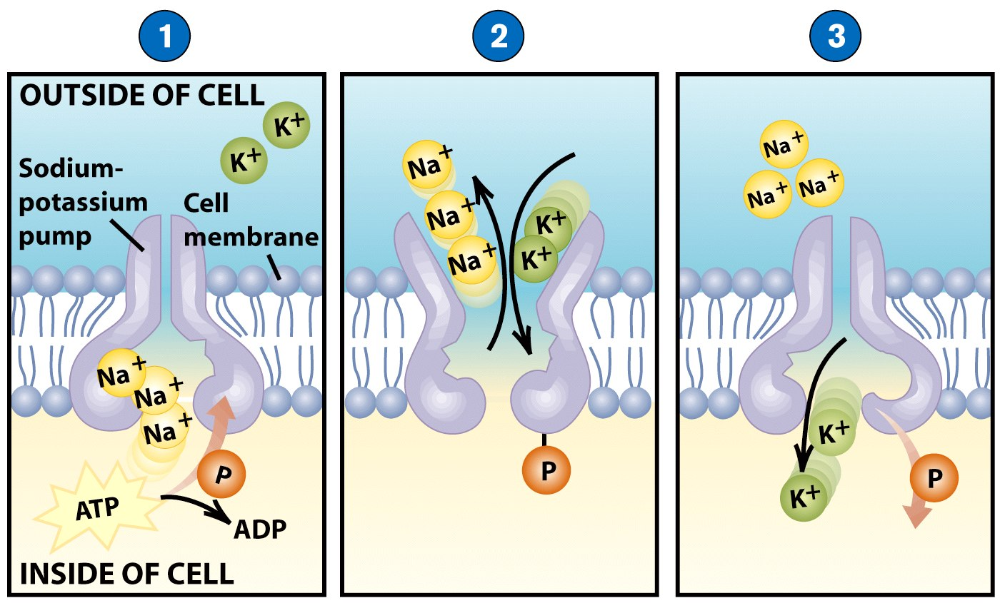 1
2
3
OUTSIDE OF CELL
K+
K+
Sodium-
potassium
pump
Cell
membrane
Na+
Na+
Na+
P
ATP
ADP
INSIDE OF CELL
Na+
Na+
Na+
K+
K+
P
Na+
Na+
Na+
K+
K+
P